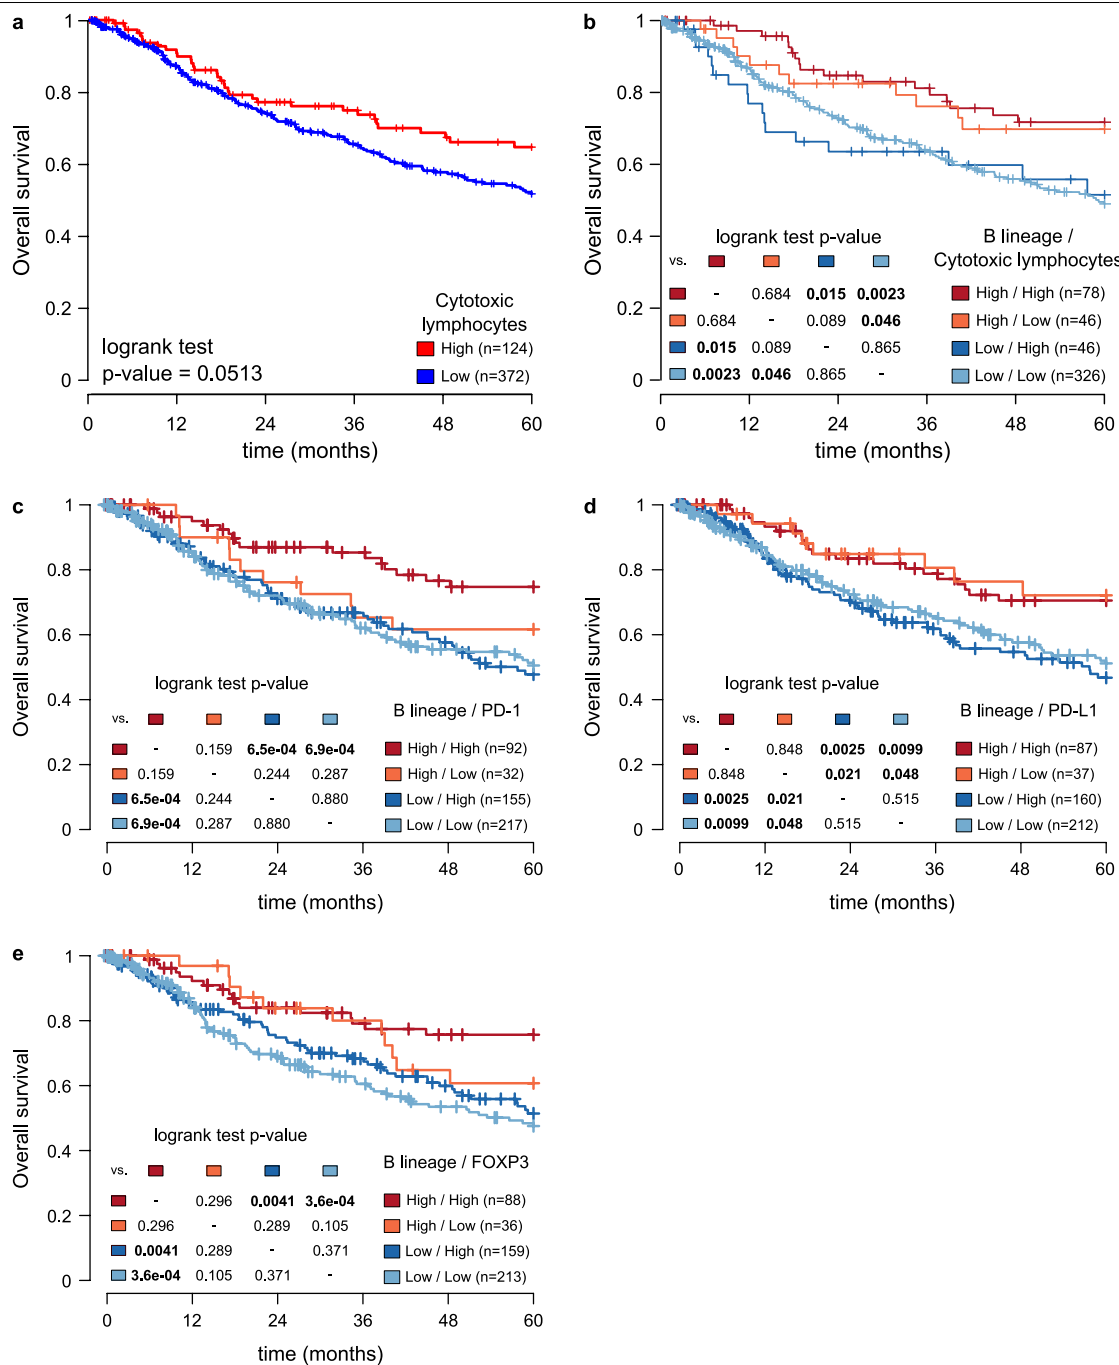 a
1
0.8
0.6
0.4
0.2
0
Overall survival
Cytotoxic
lymphocytes
High (n=124)
Low (n=372)
logrank test
p-value = 0.0513
0 12 24 36 48 60
time (months)
b
1
0.8
0.6
0.4
0.2
0
Overall survival
logrank test p-value
vs.
- 0.684 0.015 0.0023
0.684 - 0.089 0.046
0.015 0.089 - 0.865
0.0023 0.046 0.865 -
B lineage /
Cytotoxic lymphocytes
High / High (n=78)
High / Low (n=46)
Low / High (n=46)
Low / Low (n=326)
0 12 24 36 48 60
time (months)
c
1
0.8
0.6
0.4
0.2
0
Overall survival
logrank test p-value
vs.
- 0.159 6.5e-04 6.9e-04
0.159 - 0.244 0.287
6.5e-04 0.244 - 0.880
6.9e-04 0.287 0.880 -
B lineage / PD-1
High / High (n=92)
High / Low (n=32)
Low / High (n=155)
Low / Low (n=217)
0 12 24 36 48 60
time (months)
d
1
0.8
0.6
0.4
0.2
0
Overall survival
logrank test p-value
vs.
- 0.848 0.0025 0.0099
0.848 - 0.021 0.048
0.0025 0.021 - 0.515
0.0099 0.048 0.515 -
B lineage / PD-L1
High / High (n=87)
High / Low (n=37)
Low / High (n=160)
Low / Low (n=212)
0 12 24 36 48 60
time (months)
e
1
0.8
0.6
0.4
0.2
0
Overall survival
logrank test p-value
vs.
- 0.296 0.0041 3.6e-04
0.296 - 0.289 0.105
0.0041 0.289 - 0.371
3.6e-04 0.105 0.371 -
B lineage / FOXP3
High / High (n=88)
High / Low (n=36)
Low / High (n=159)
Low / Low (n=213)
0 12 24 36 48 60
time (months)